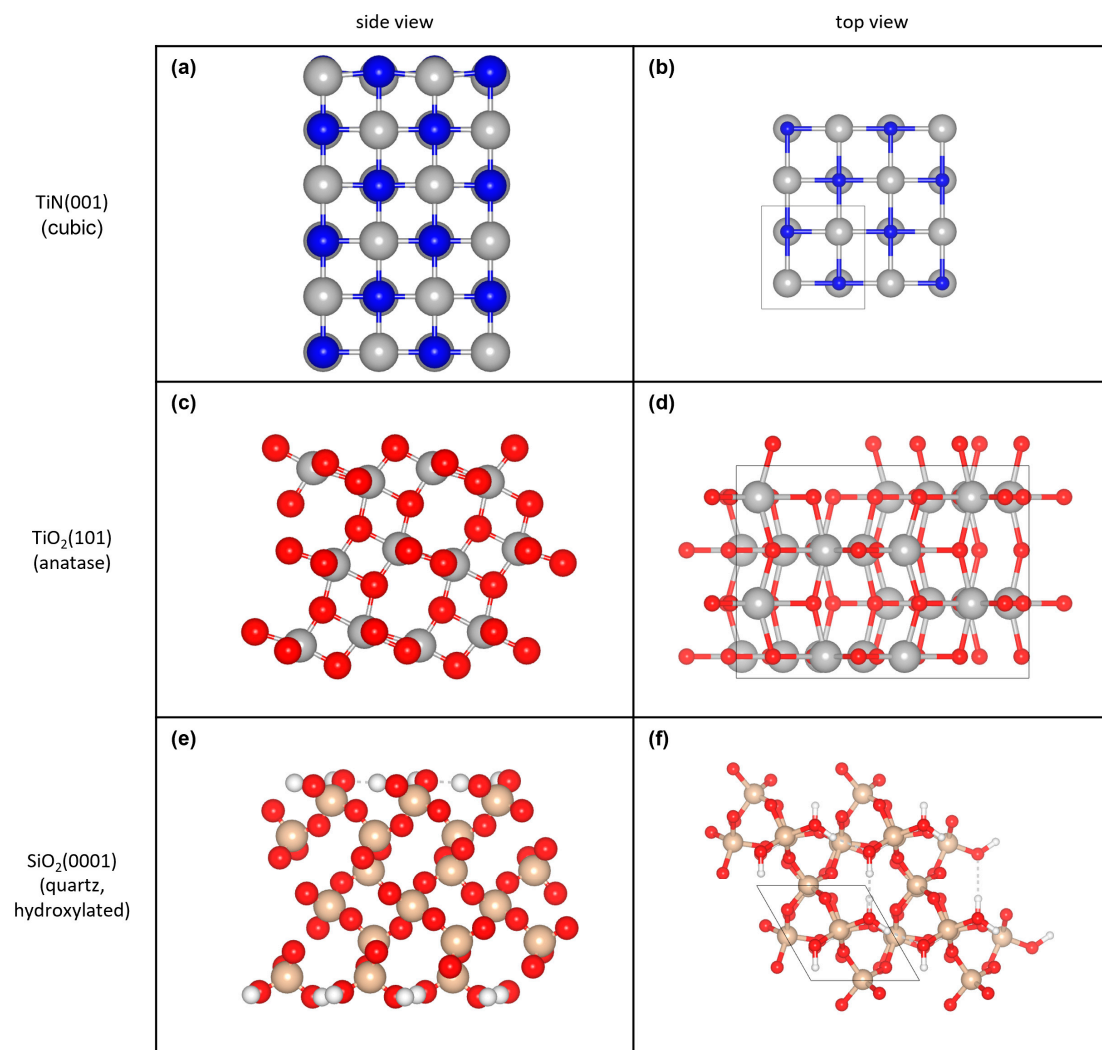 side view
top view
(a)
(b)
TiN(001)
(cubic)
(c)
(d)
TiO₂(101)
(anatase)
(e)
(f)
SiO₂(0001)
(quartz,
hydroxylated)